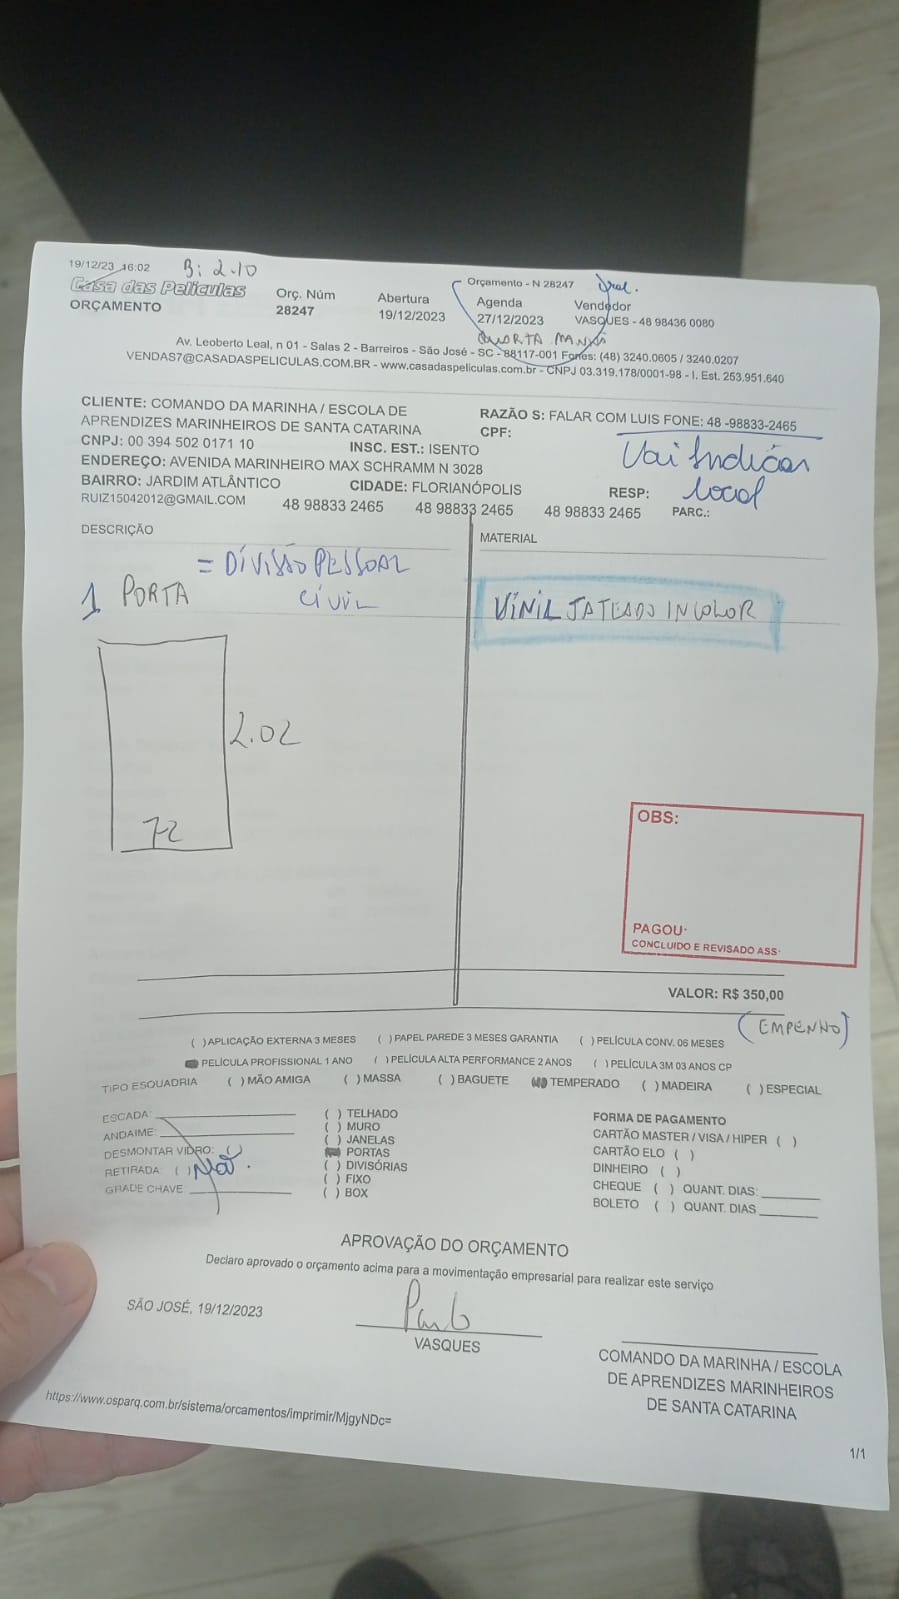 19/12/23 16:02
B: 2.10
Orçamento - N 28247
Casa das Películas
ORÇAMENTO
Orç. Núm
28247
Abertura
19/12/2023
Agenda
27/12/2023
Vendedor
VASQUES - 48 98436 0080
QUARTA MANHÃ
Av. Leoberto Leal, n 01 - Salas 2 - Barreiros - São José - SC - 88117-001 Fones: (48) 3240.0605 / 3240.0207
VENDAS7@CASADASPELICULAS.COM.BR - www.casadaspeliculas.com.br - CNPJ 03.319.178/0001-98 - I. Est. 253.951.640
CLIENTE: COMANDO DA MARINHA / ESCOLA DE
APRENDIZES MARINHEIROS DE SANTA CATARINA
RAZÃO S: FALAR COM LUIS FONE: 48 -98833-2465
CPF:
CNPJ: 00 394 502 0171 10
INSC. EST.: ISENTO
ENDEREÇO: AVENIDA MARINHEIRO MAX SCHRAMM N 3028
Vai Indicar
local
BAIRRO: JARDIM ATLÂNTICO
CIDADE: FLORIANÓPOLIS
RESP:
RUIZ15042012@GMAIL.COM
48 98833 2465
48 98833 2465
48 98833 2465
PARC.:
DESCRIÇÃO
MATERIAL
1 PORTA = DIVISÃO PESSOAL
CIVIL
VINIL JATEADO INCOLOR
2.02
72
OBS:
PAGOU:
CONCLUIDO E REVISADO ASS:
VALOR: R$ 350,00
(EMPENHO)
( )APLICAÇÃO EXTERNA 3 MESES ( )PAPEL PAREDE 3 MESES GARANTIA ( )PELÍCULA CONV. 06 MESES
PELÍCULA PROFISSIONAL 1 ANO ( )PELÍCULA ALTA PERFORMANCE 2 ANOS ( )PELÍCULA 3M 03 ANOS CP
TIPO ESQUADRIA ( )MÃO AMIGA ( )MASSA ( )BAGUETE TEMPERADO ( )MADEIRA ( )ESPECIAL
ESCADA:
ANDAIME:
DESMONTAR VIDRO: ( )
RETIRADA: ( ) Não.
GRADE CHAVE
( ) TELHADO
( ) MURO
( ) JANELAS
PORTAS
( ) DIVISÓRIAS
( ) FIXO
( ) BOX
FORMA DE PAGAMENTO
CARTÃO MASTER / VISA / HIPER ( )
CARTÃO ELO ( )
DINHEIRO ( )
CHEQUE ( ) QUANT. DIAS:
BOLETO ( ) QUANT. DIAS
APROVAÇÃO DO ORÇAMENTO
Declaro aprovado o orçamento acima para a movimentação empresarial para realizar este serviço
SÃO JOSÉ, 19/12/2023
VASQUES
COMANDO DA MARINHA / ESCOLA
DE APRENDIZES MARINHEIROS
DE SANTA CATARINA
https://www.osparq.com.br/sistema/orcamentos/imprimir/MjgyNDc=
1/1